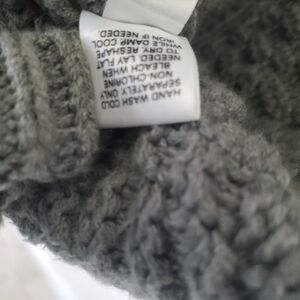 HAND WASH COLD
SEPARATELY. ONLY
NON-CHLORINE
BLEACH WHEN
NEEDED. LAY FLAT
TO DRY. RESHAPE
WHILE DAMP. COOL
IRON IF NEEDED.